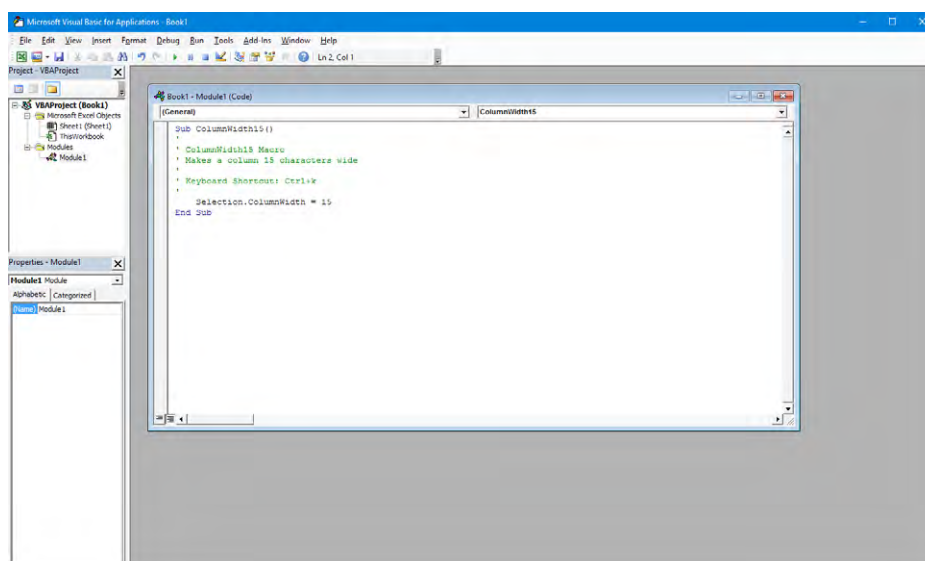 Microsoft Visual Basic for Applications - Book1
File Edit View Insert Format Debug Run Tools Add-Ins Window Help
Ln 2, Col 1
Project - VBAProject
VBAProject (Book1)
Microsoft Excel Objects
Sheet1 (Sheet1)
ThisWorkbook
Modules
Module1
Properties - Module1
Module1 Module
Alphabetic Categorized
(Name) Module1
Book1 - Module1 (Code)
(General) ColumnWidth15
Sub ColumnWidth15()
'
' ColumnWidth15 Macro
' Makes a column 15 characters wide
'
' Keyboard Shortcut: Ctrl+k
'
Selection.ColumnWidth = 15
End Sub